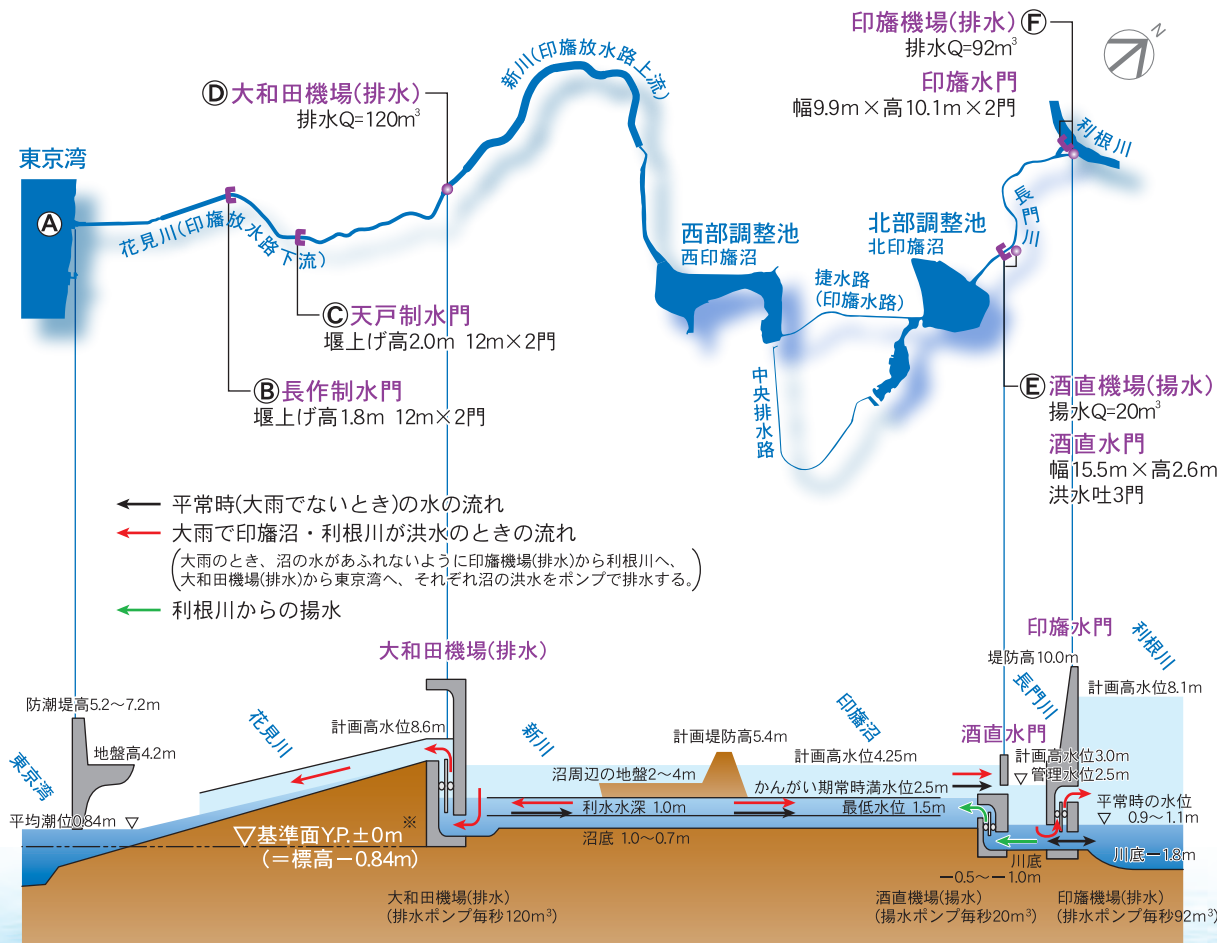 印旛機場(排水) Ⓕ
排水Q=92m³
印旛水門
幅9.9m×高10.1m×2門
N
Ⓓ大和田機場(排水)
排水Q=120m³
新川(印旛放水路上流)
東京湾
Ⓐ
花見川(印旛放水路下流)
利根川
長門川
西部調整池
西印旛沼
北部調整池
北印旛沼
捷水路
(印旛水路)
中央排水路
Ⓒ天戸制水門
堰上げ高2.0m 12m×2門
Ⓑ長作制水門
堰上げ高1.8m 12m×2門
Ⓔ酒直機場(揚水)
揚水Q=20m³
酒直水門
幅15.5m×高2.6m
洪水吐3門
平常時(大雨でないとき)の水の流れ
大雨で印旛沼・利根川が洪水のときの流れ
(大雨のとき、沼の水があふれないように印旛機場(排水)から利根川へ、
大和田機場(排水)から東京湾へ、それぞれ沼の洪水をポンプで排水する。)
利根川からの揚水
大和田機場(排水)
印旛水門
利根川
堤防高10.0m
長門川
計画高水位8.1m
防潮堤高5.2〜7.2m
地盤高4.2m
東京湾
平均潮位0.84m ▽
花見川
計画高水位8.6m
新川
計画堤防高5.4m
印旛沼
計画高水位4.25m
酒直水門
計画高水位3.0m
▽管理水位2.5m
沼周辺の地盤2〜4m
かんがい期常時満水位2.5m
利水水深 1.0m
最低水位 1.5m
平常時の水位
▽ 0.9〜1.1m
▽基準面Y.P.±0m※
(=標高−0.84m)
沼底 1.0〜0.7m
川底
−0.5〜−1.0m
川底−1.8m
大和田機場(排水)
(排水ポンプ毎秒120m³)
酒直機場(揚水)
(揚水ポンプ毎秒20m³)
印旛機場(排水)
(排水ポンプ毎秒92m³)